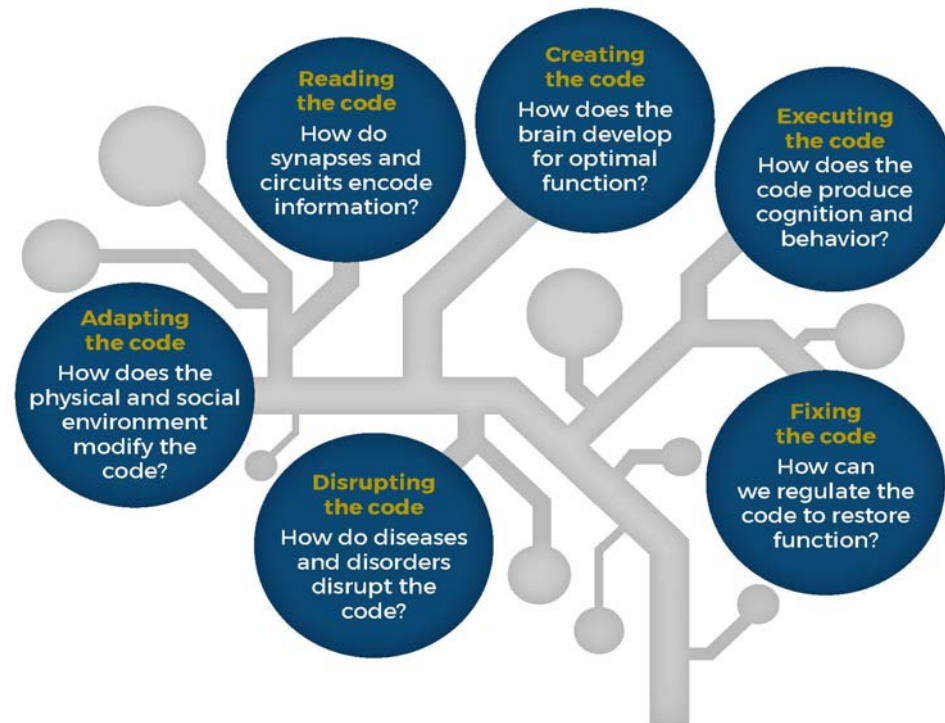 Reading
the code
How do
synapses and
circuits encode
information?
Creating
the code
How does the
brain develop
for optimal
function?
Executing
the code
How does the
code produce
cognition and
behavior?
Adapting
the code
How does the
physical and social
environment
modify the
code?
Disrupting
the code
How do diseases
and disorders
disrupt the
code?
Fixing
the code
How can
we regulate the
code to restore
function?